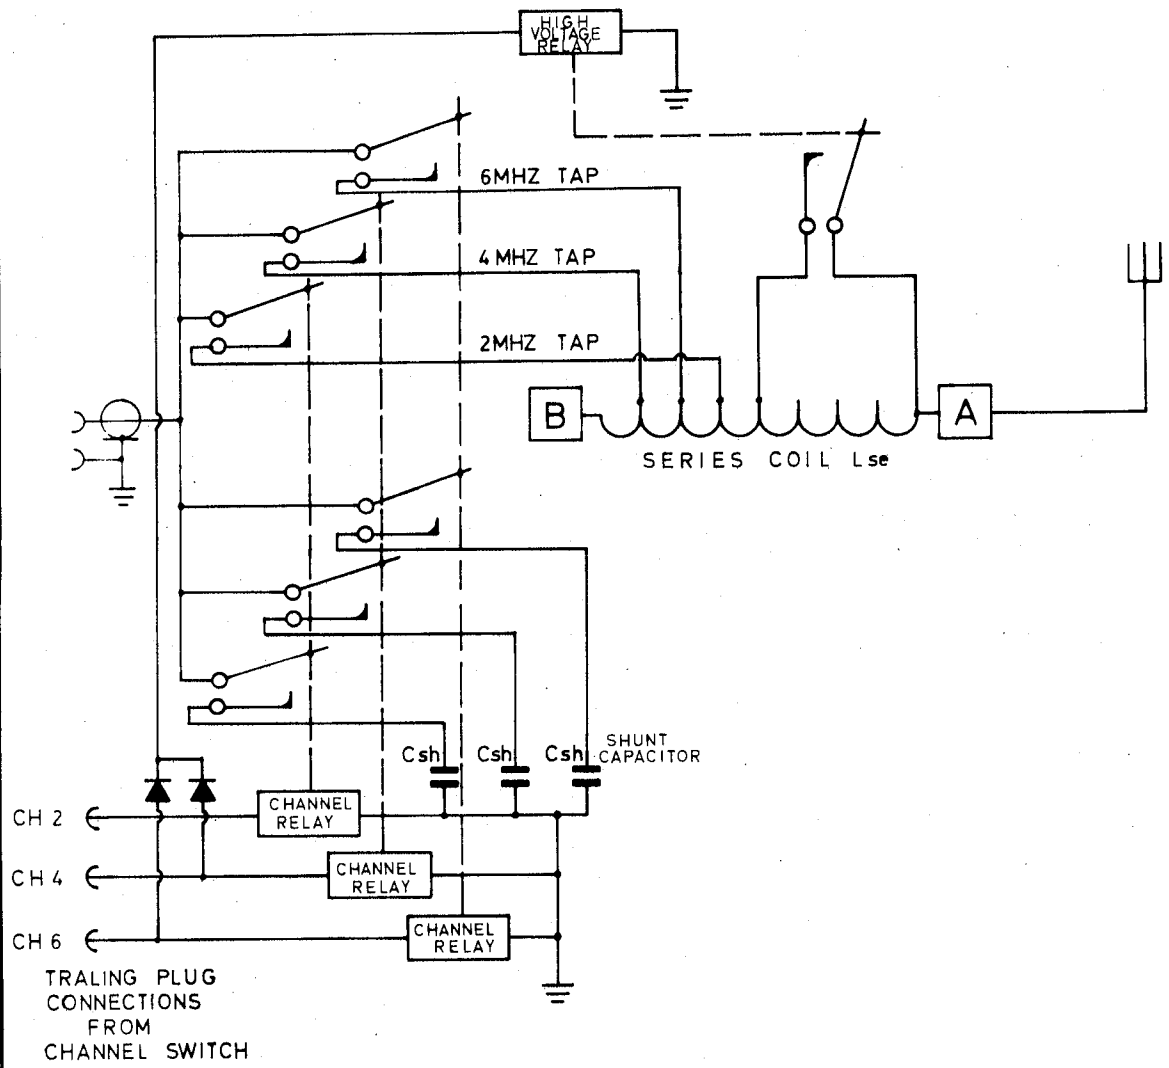 HIGH
VOLTAGE
RELAY
6MHZ TAP
4MHZ TAP
2MHZ TAP
B
A
SERIES COIL Lse
Csh
Csh
Csh
SHUNT
CAPACITOR
CH 2
CHANNEL
RELAY
CH 4
CHANNEL
RELAY
CH 6
CHANNEL
RELAY
TRALING PLUG
CONNECTIONS
FROM
CHANNEL SWITCH